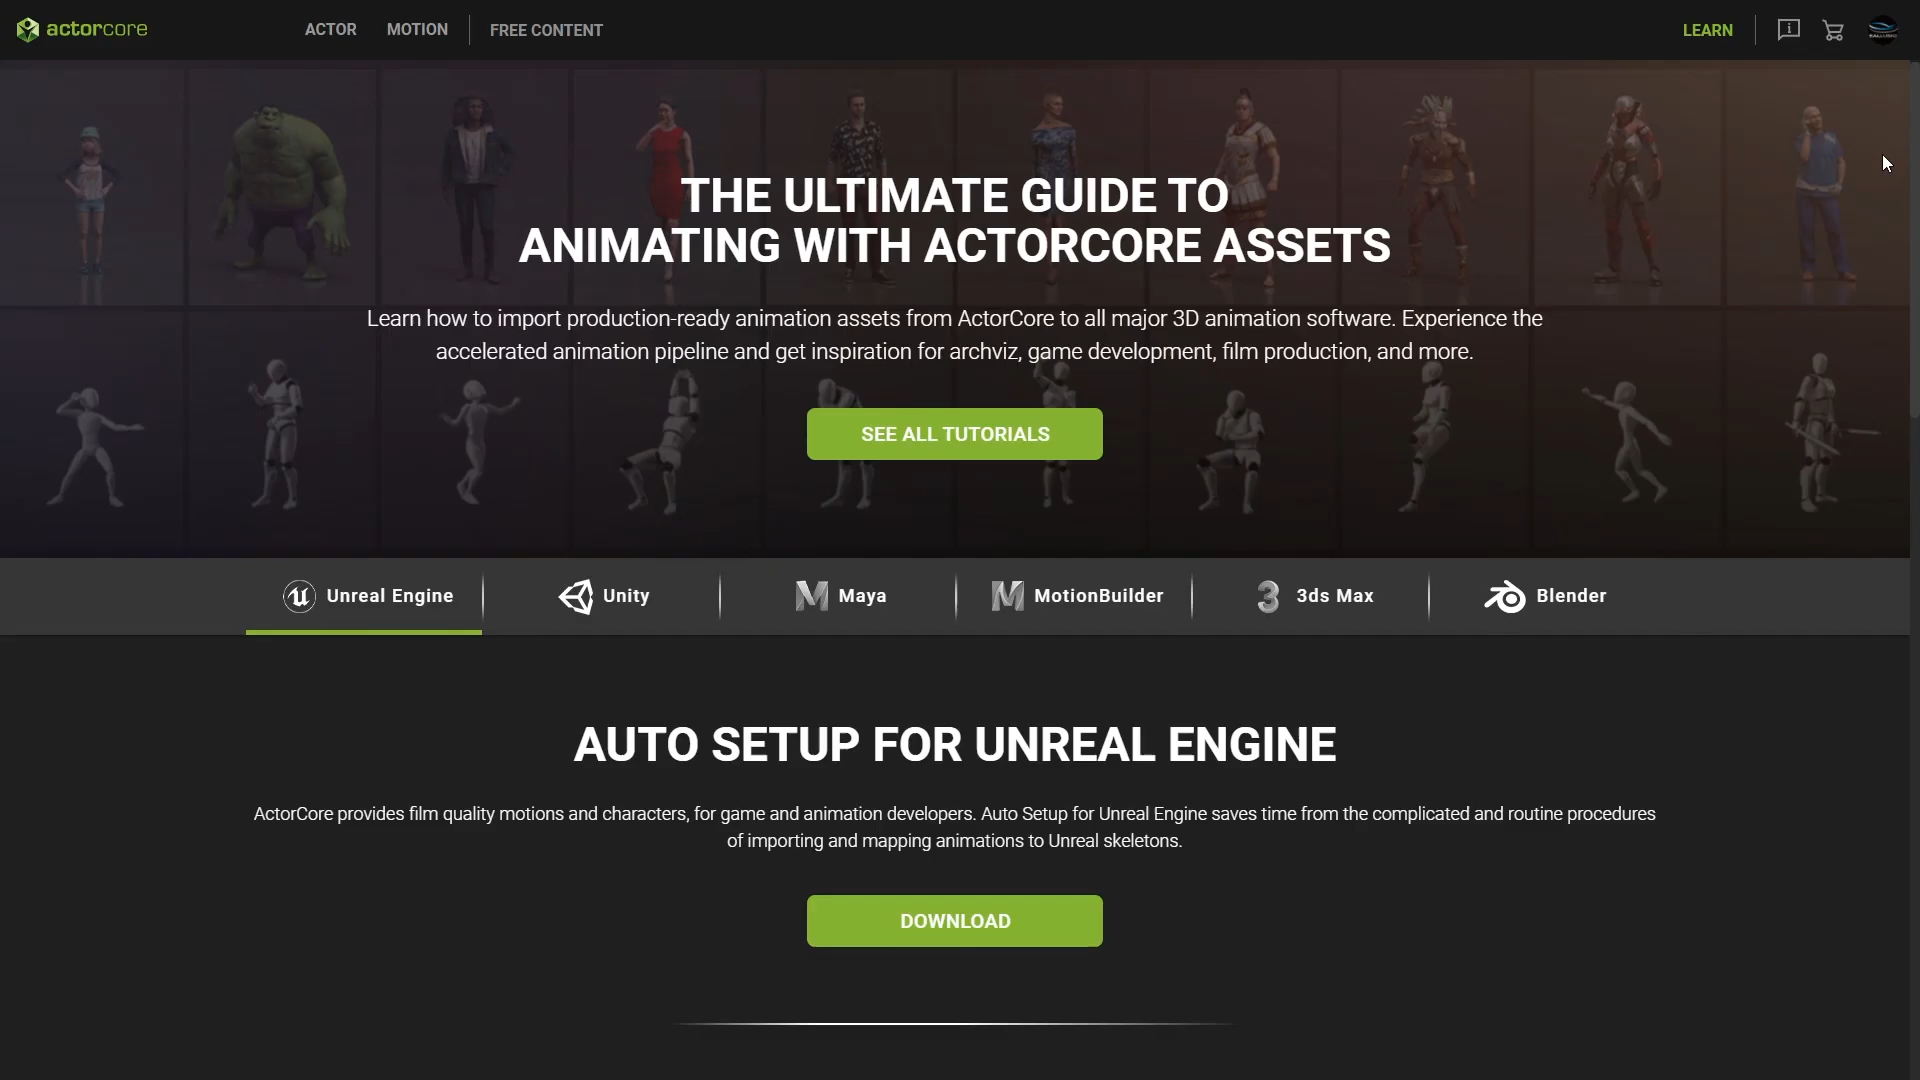 actorcore
ACTOR MOTION FREE CONTENT LEARN
THE ULTIMATE GUIDE TO
ANIMATING WITH ACTORCORE ASSETS
Learn how to import production-ready animation assets from ActorCore to all major 3D animation software. Experience the
accelerated animation pipeline and get inspiration for archviz, game development, film production, and more.
SEE ALL TUTORIALS
Unreal Engine Unity Maya MotionBuilder 3ds Max Blender
AUTO SETUP FOR UNREAL ENGINE
ActorCore provides film quality motions and characters, for game and animation developers. Auto Setup for Unreal Engine saves time from the complicated and routine procedures
of importing and mapping animations to Unreal skeletons.
DOWNLOAD